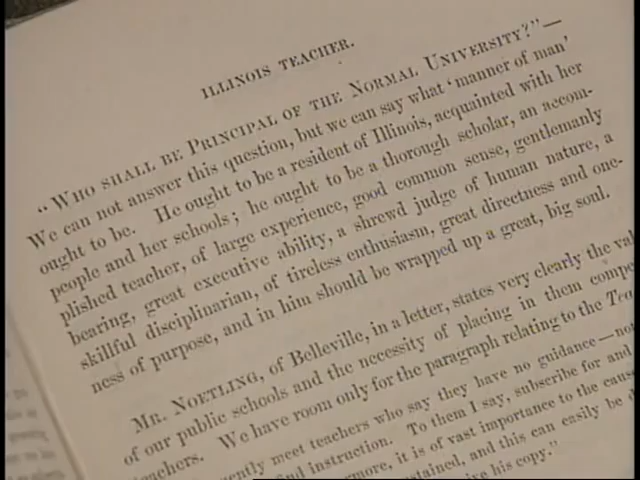 ILLINOIS TEACHER.
"WHO SHALL BE PRINCIPAL OF THE NORMAL UNIVERSITY?"—
We can not answer this question, but we can say what 'manner of man'
ought to be. He ought to be a resident of Illinois, acquainted with her
people and her schools; he ought to be a thorough scholar, an accom-
plished teacher, of large experience, good common sense, gentlemanly
bearing, great executive ability, a shrewd judge of human nature, a
skillful disciplinarian, of tireless enthusiasm, great directness and one-
ness of purpose, and in him should be wrapped up a great, big soul.
MR. NOETLING, of Belleville, in a letter, states very clearly the
of our public schools and the necessity of placing in them
teachers. We have room only for the paragraph relating to the
meet teachers who say they have no guidance—
instruction. To them I say, subscribe for and
it is of vast importance to the
and this can easily be
his copy."